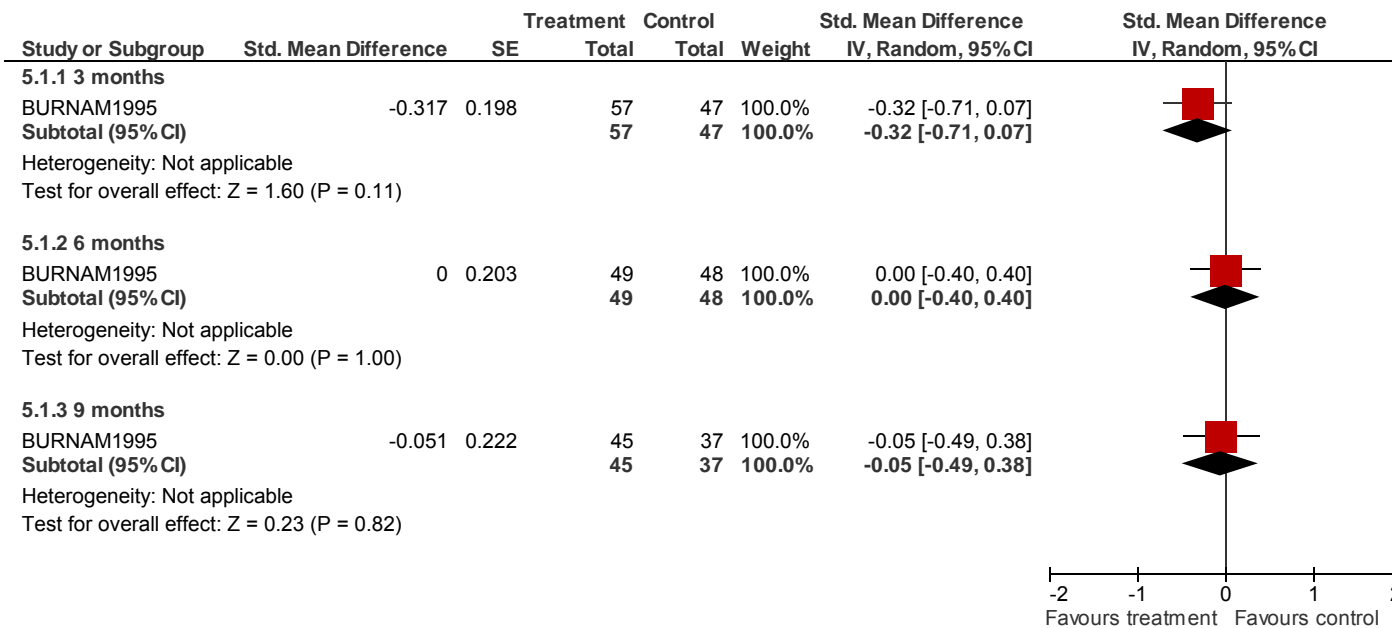 Treatment Control Std. Mean Difference Std. Mean Difference
Study or Subgroup Std. Mean Difference SE Total Total Weight IV, Random, 95% CI IV, Random, 95% CI
5.1.1 3 months
BURNAM1995 -0.317 0.198 57 47 100.0% -0.32 [-0.71, 0.07]
Subtotal (95% CI) 57 47 100.0% -0.32 [-0.71, 0.07]
Heterogeneity: Not applicable
Test for overall effect: Z = 1.60 (P = 0.11)
5.1.2 6 months
BURNAM1995 0 0.203 49 48 100.0% 0.00 [-0.40, 0.40]
Subtotal (95% CI) 49 48 100.0% 0.00 [-0.40, 0.40]
Heterogeneity: Not applicable
Test for overall effect: Z = 0.00 (P = 1.00)
5.1.3 9 months
BURNAM1995 -0.051 0.222 45 37 100.0% -0.05 [-0.49, 0.38]
Subtotal (95% CI) 45 37 100.0% -0.05 [-0.49, 0.38]
Heterogeneity: Not applicable
Test for overall effect: Z = 0.23 (P = 0.82)
-2 -1 0 1
Favours treatment Favours control